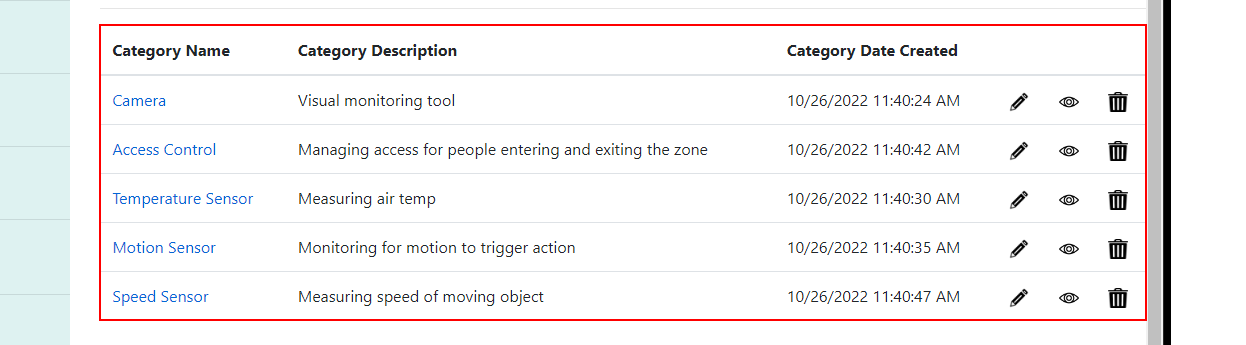 Category Name Category Description Category Date Created
Camera Visual monitoring tool 10/26/2022 11:40:24 AM
Access Control Managing access for people entering and exiting the zone 10/26/2022 11:40:42 AM
Temperature Sensor Measuring air temp 10/26/2022 11:40:30 AM
Motion Sensor Monitoring for motion to trigger action 10/26/2022 11:40:35 AM
Speed Sensor Measuring speed of moving object 10/26/2022 11:40:47 AM